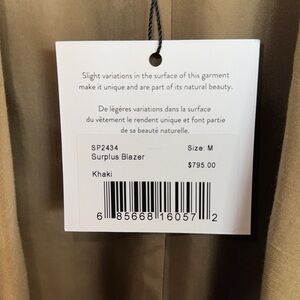 Slight variations in the surface of this garment
make it unique and are part of its natural beauty.
De légères variations dans la surface
du vêtement le rendent unique et font partie
de sa beauté naturelle.
SP2434 Size: M
Surplus Blazer
$795.00
Khaki
6 85668 16057 2